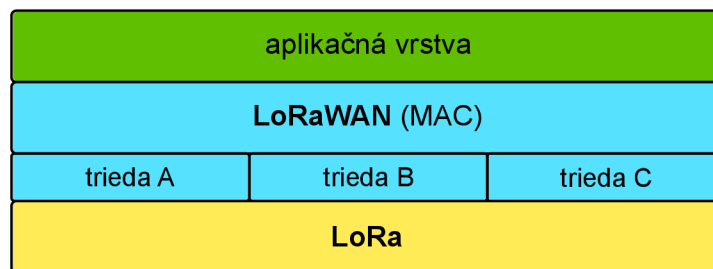 aplikačná vrstva
LoRaWAN (MAC)
trieda A trieda B trieda C
LoRa